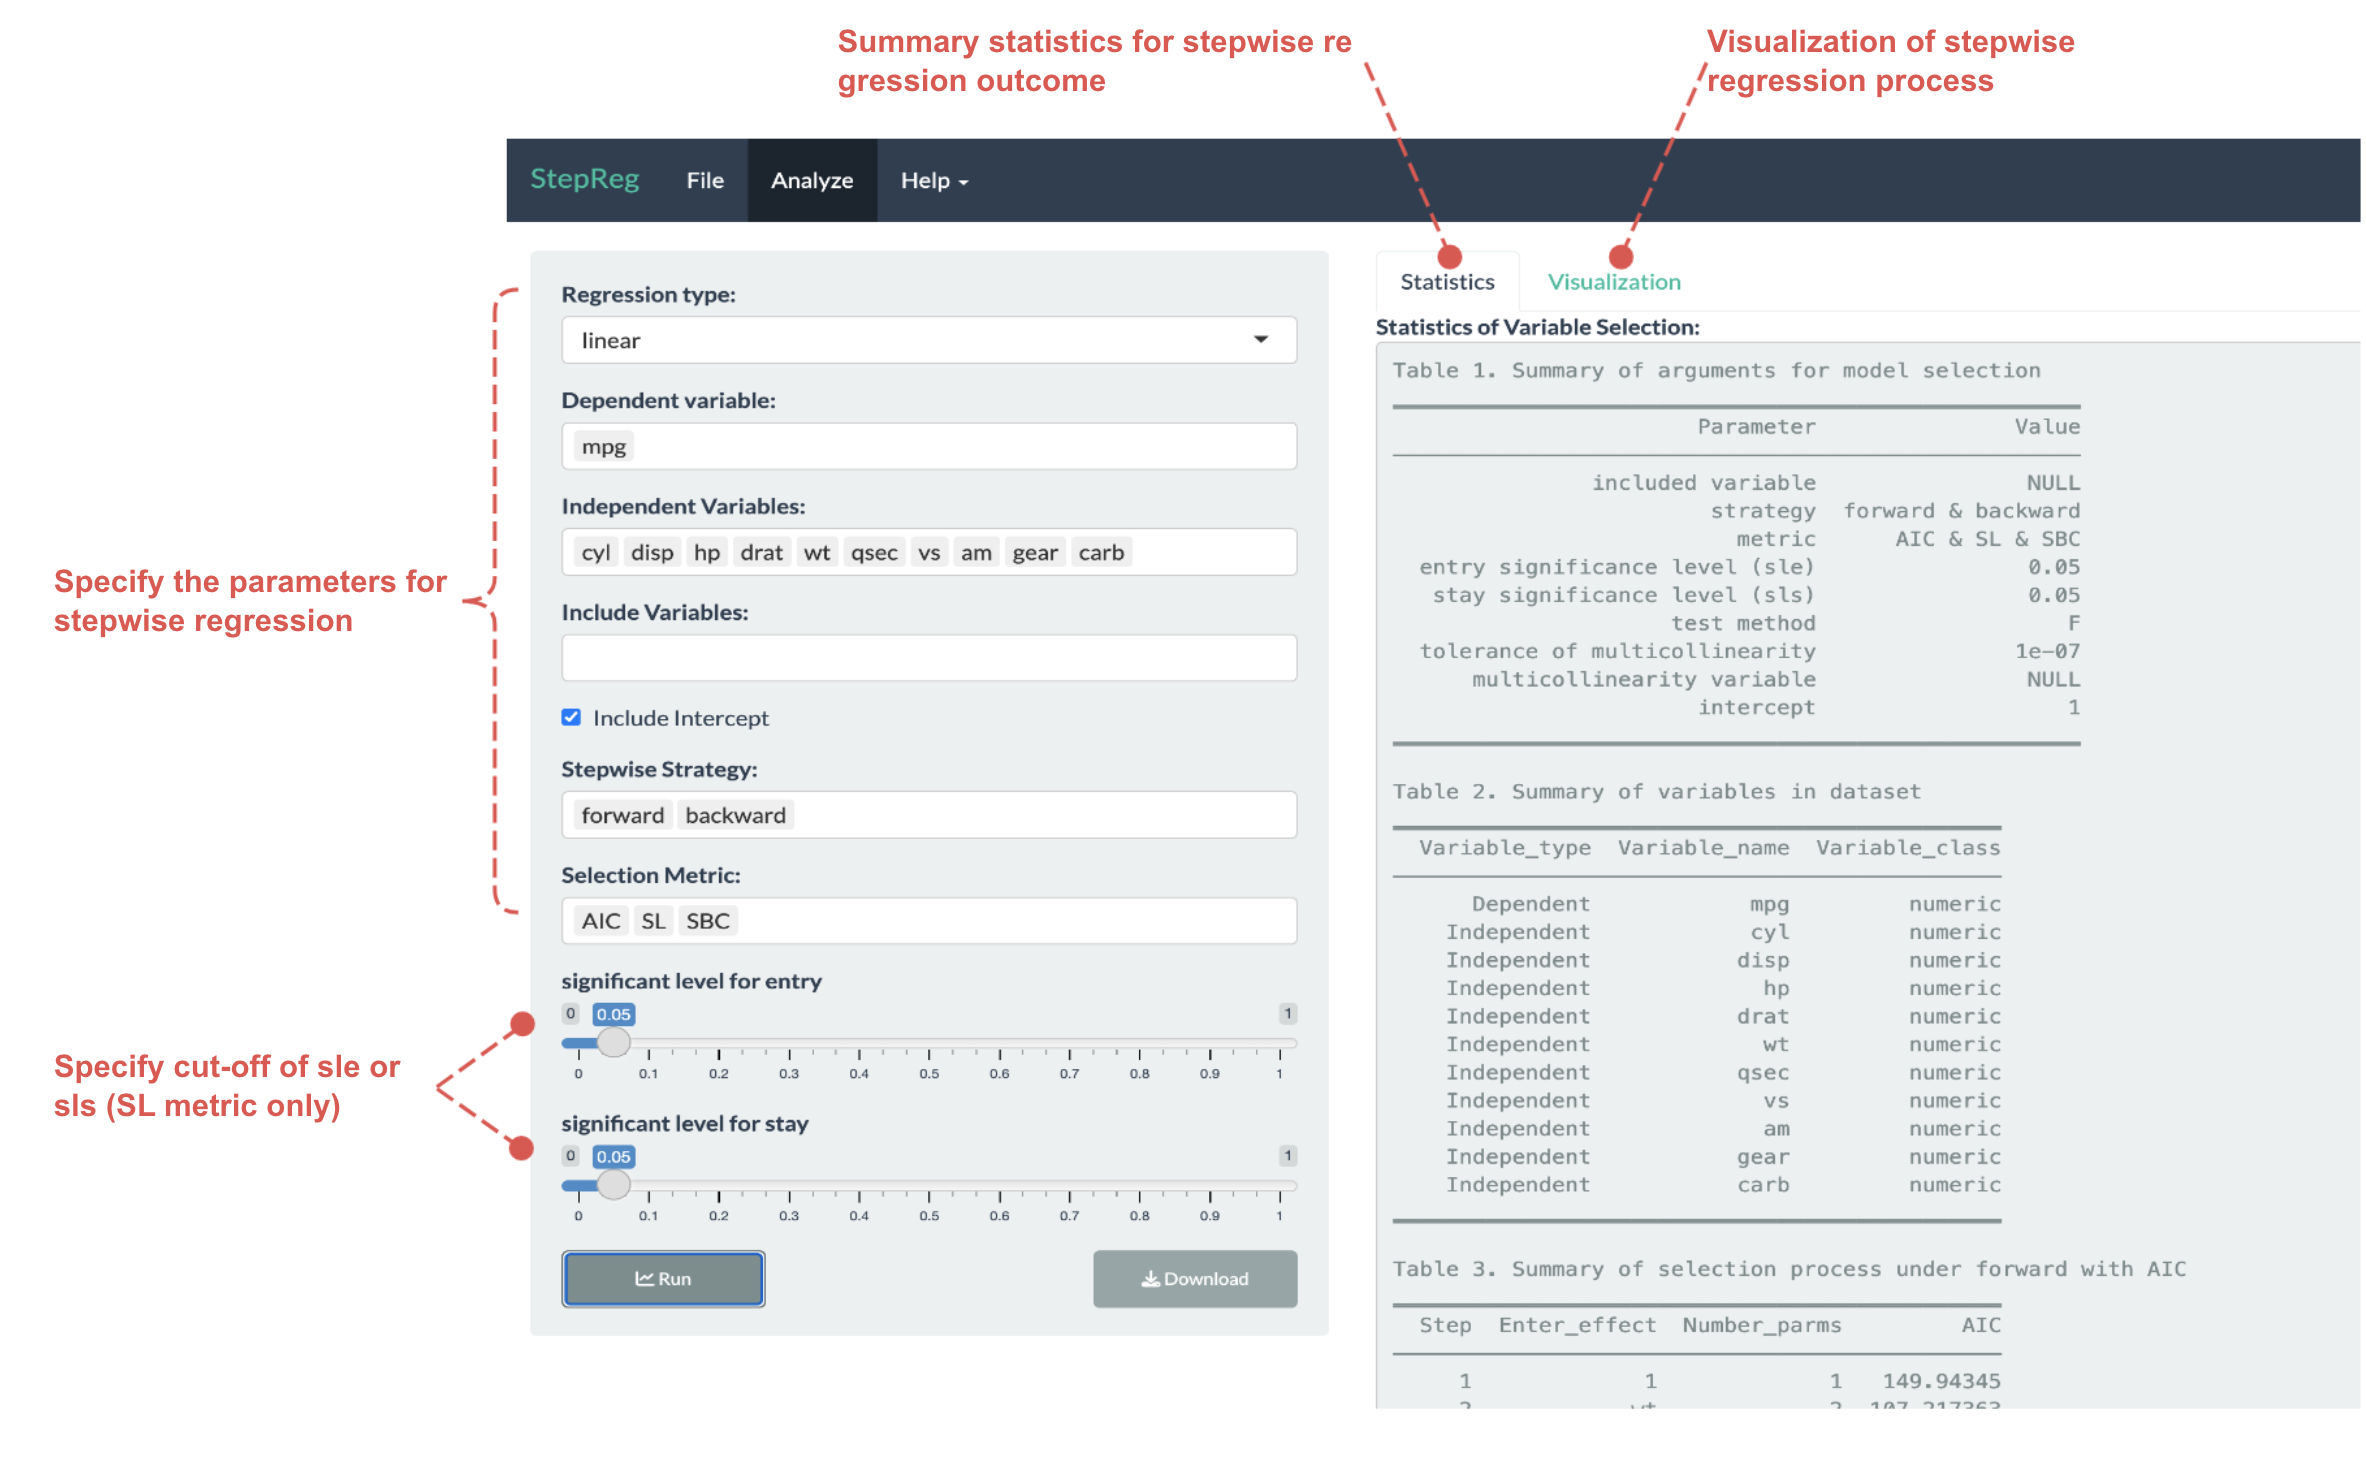 Summary statistics for stepwise re
gression outcome
Visualization of stepwise
regression process
StepReg File Analyze Help
Specify the parameters for
stepwise regression
Specify cut-off of sle or
sls (SL metric only)
Regression type:
linear
Dependent variable:
mpg
Independent Variables:
cyl disp hp drat wt qsec vs am gear carb
Include Variables:
Include Intercept
Stepwise Strategy:
forward backward
Selection Metric:
AIC SL SBC
significant level for entry
0 0.05 1
0 0.1 0.2 0.3 0.4 0.5 0.6 0.7 0.8 0.9 1
significant level for stay
0 0.05 1
0 0.1 0.2 0.3 0.4 0.5 0.6 0.7 0.8 0.9 1
Run Download
Statistics Visualization
Statistics of Variable Selection:
Table 1. Summary of arguments for model selection
Parameter Value
included variable NULL
strategy forward & backward
metric AIC & SL & SBC
entry significance level (sle) 0.05
stay significance level (sls) 0.05
test method F
tolerance of multicollinearity 1e-07
multicollinearity variable NULL
intercept 1
Table 2. Summary of variables in dataset
Variable_type Variable_name Variable_class
Dependent mpg numeric
Independent cyl numeric
Independent disp numeric
Independent hp numeric
Independent drat numeric
Independent wt numeric
Independent qsec numeric
Independent vs numeric
Independent am numeric
Independent gear numeric
Independent carb numeric
Table 3. Summary of selection process under forward with AIC
Step Enter_effect Number_parms AIC
1 1 1 149.94345
2 wt 2 107.217363